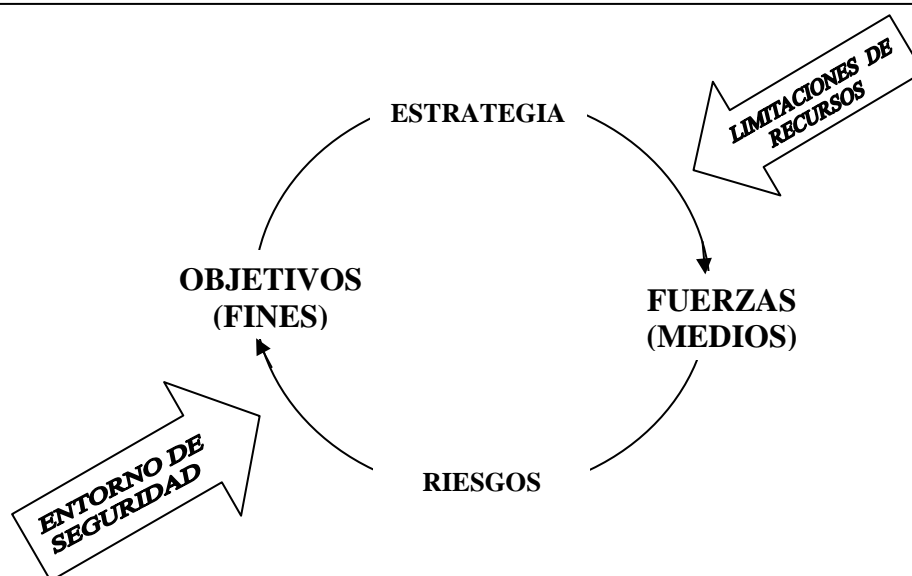 LIMITACIONES DE
RECURSOS
ESTRATEGIA
OBJETIVOS
(FINES)
FUERZAS
(MEDIOS)
ENTORNO DE
SEGURIDAD
RIESGOS